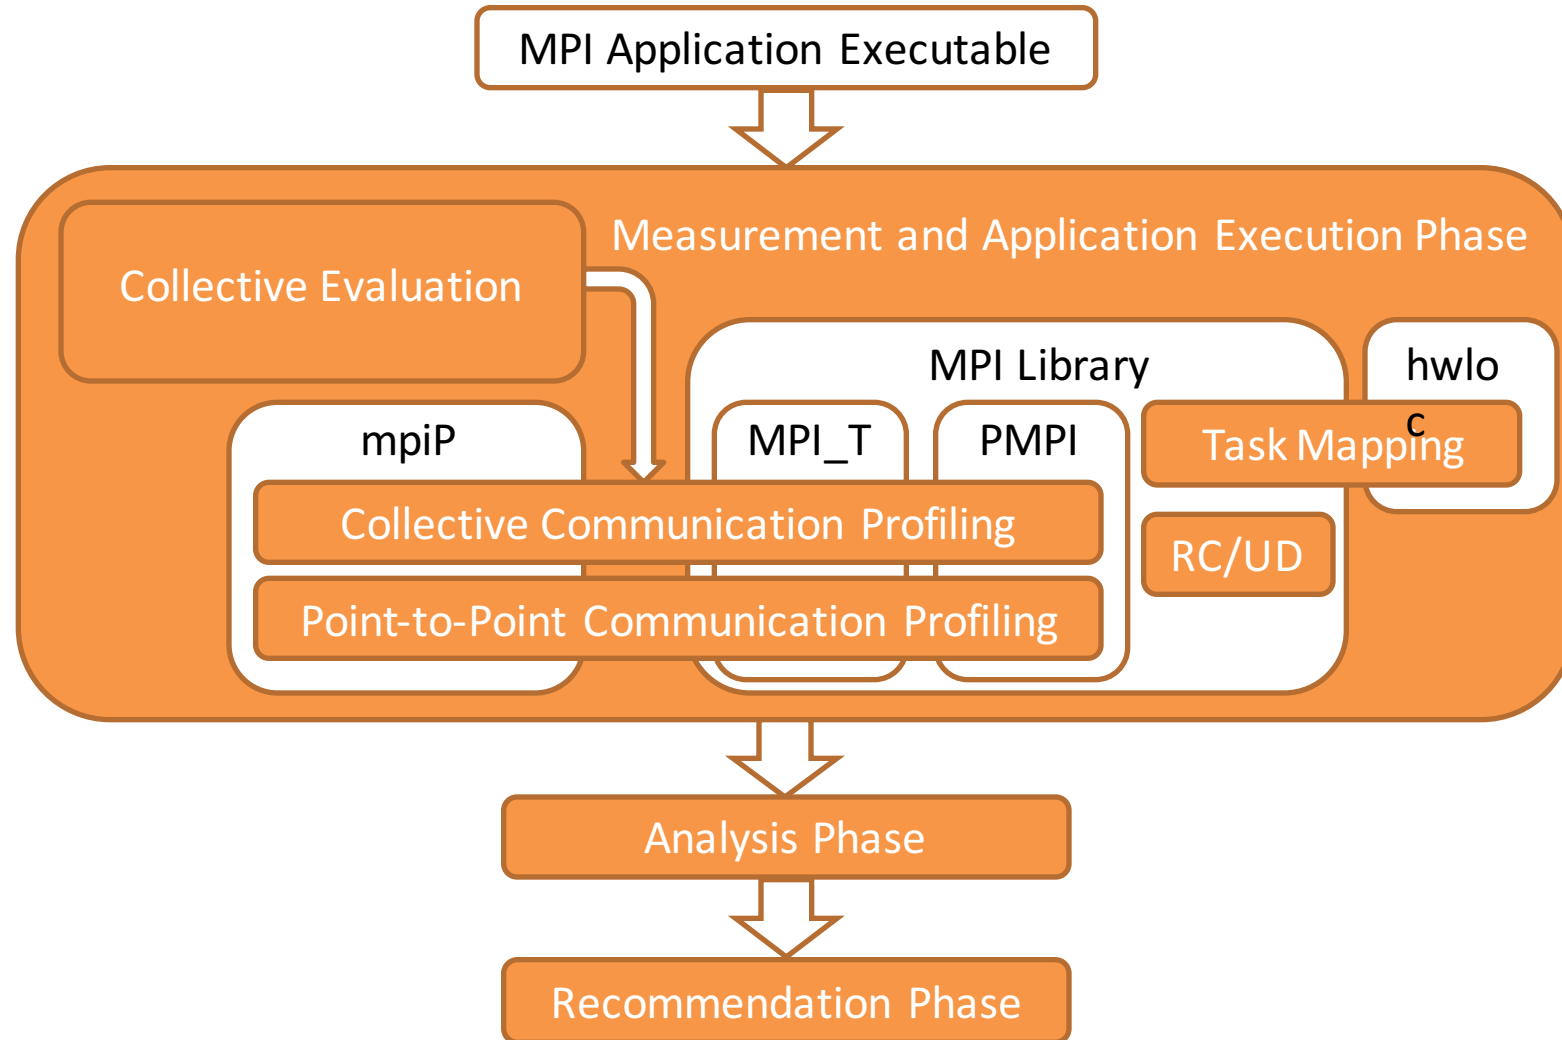 MPI Application Executable
Measurement and Application Execution Phase
Collective Evaluation
MPI Library
hwlo
c
mpiP
MPI_T
PMPI
Task Mapping
Collective Communication Profiling
RC/UD
Point-to-Point Communication Profiling
Analysis Phase
Recommendation Phase